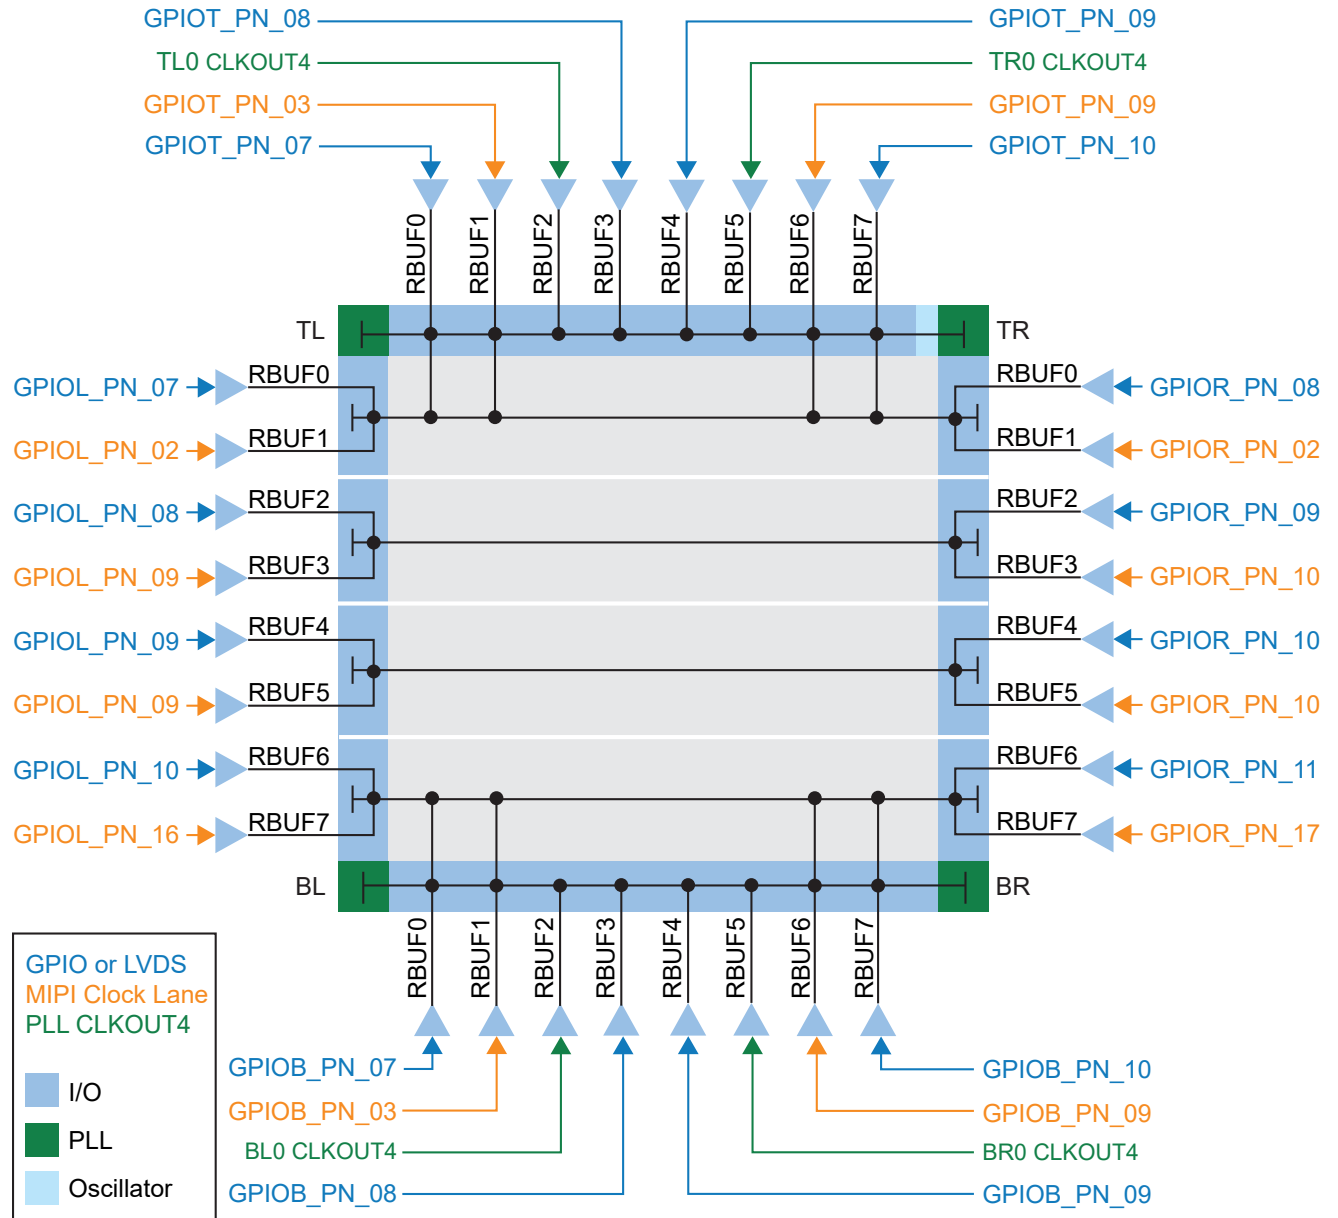 GPIOT_PN_08
GPIOT_PN_09
TL0 CLKOUT4
TR0 CLKOUT4
GPIOT_PN_03
GPIOT_PN_09
GPIOT_PN_07
GPIOT_PN_10
RBUF0
RBUF1
RBUF2
RBUF3
RBUF4
RBUF5
RBUF6
RBUF7
TL
TR
GPIOL_PN_07
RBUF0
RBUF0
GPIOR_PN_08
GPIOL_PN_02
RBUF1
RBUF1
GPIOR_PN_02
GPIOL_PN_08
RBUF2
RBUF2
GPIOR_PN_09
GPIOL_PN_09
RBUF3
RBUF3
GPIOR_PN_10
GPIOL_PN_09
RBUF4
RBUF4
GPIOR_PN_10
GPIOL_PN_09
RBUF5
RBUF5
GPIOR_PN_10
GPIOL_PN_10
RBUF6
RBUF6
GPIOR_PN_11
GPIOL_PN_16
RBUF7
RBUF7
GPIOR_PN_17
BL
BR
RBUF0
RBUF1
RBUF2
RBUF3
RBUF4
RBUF5
RBUF6
RBUF7
GPIOB_PN_07
GPIOB_PN_10
GPIOB_PN_03
GPIOB_PN_09
BL0 CLKOUT4
BR0 CLKOUT4
GPIOB_PN_08
GPIOB_PN_09
GPIO or LVDS
MIPI Clock Lane
PLL CLKOUT4
I/O
PLL
Oscillator